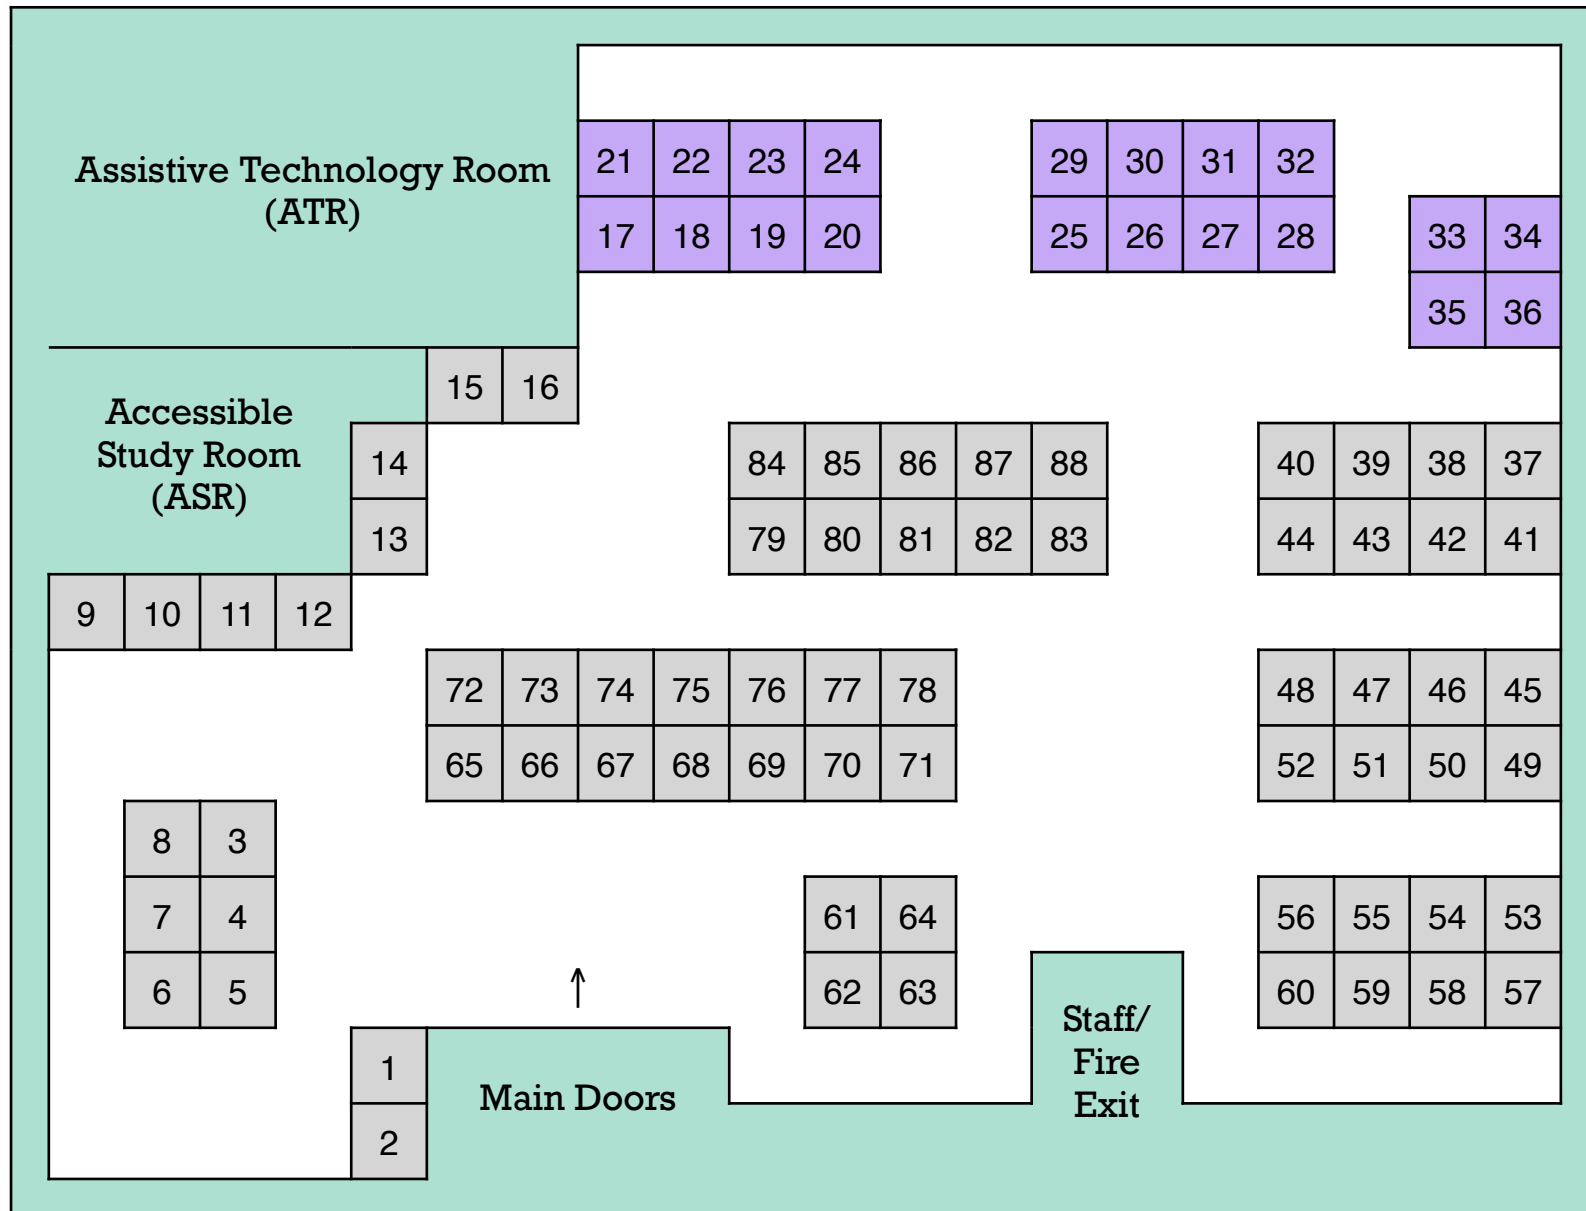 21 22 23 24 29 30 31 32
Assistive Technology Room
(ATR)
17 18 19 20 25 26 27 28 33 34
35 36
15 16
Accessible
Study Room
(ASR)
14 84 85 86 87 88 40 39 38 37
13 79 80 81 82 83 44 43 42 41
9 10 11 12
72 73 74 75 76 77 78 48 47 46 45
65 66 67 68 69 70 71 52 51 50 49
8 3
7 4 61 64 56 55 54 53
6 5 62 63 60 59 58 57
↑
Staff/
Fire
Exit
1
Main Doors
2